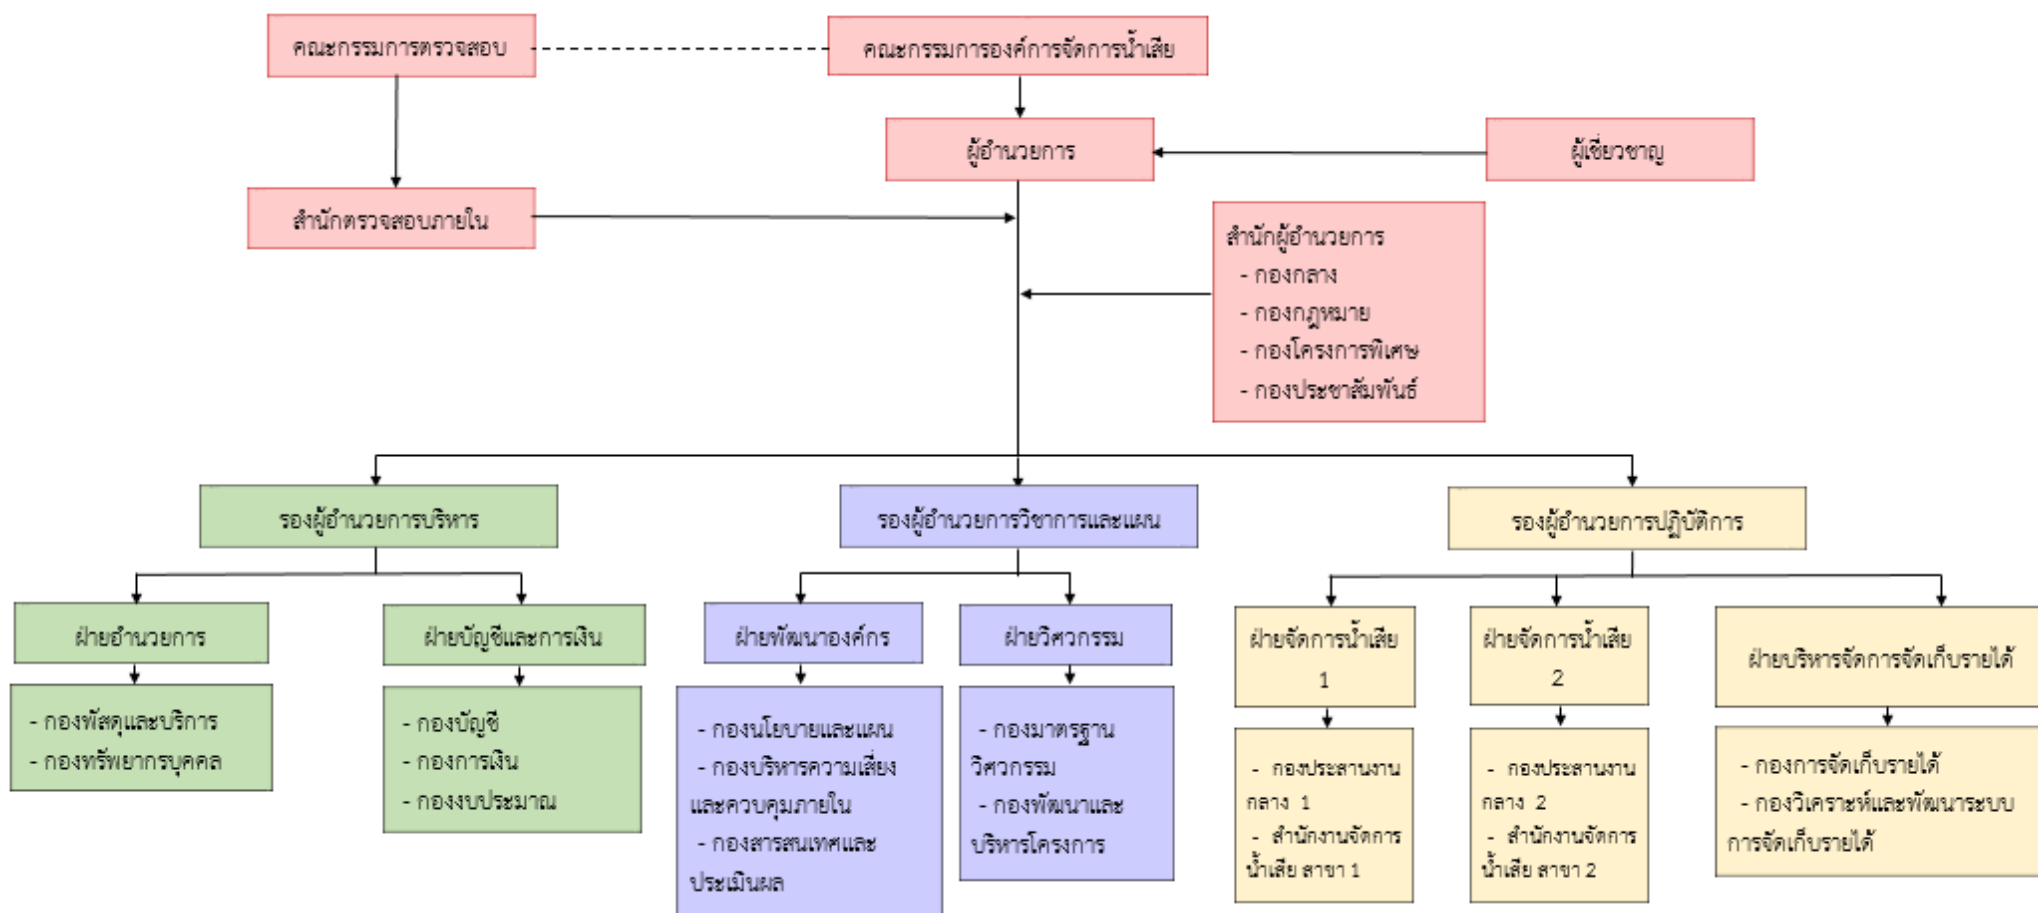 คณะกรรมการตรวจสอบ
คณะกรรมการองค์การจัดการน้ำเสีย
ผู้อำนวยการ
ผู้เชี่ยวชาญ
สำนักตรวจสอบภายใน
สำนักผู้อำนวยการ
- กองกลาง
- กองกฎหมาย
- กองโครงการพิเศษ
- กองประชาสัมพันธ์
รองผู้อำนวยการบริหาร
รองผู้อำนวยการวิชาการและแผน
รองผู้อำนวยการปฏิบัติการ
ฝ่ายอำนวยการ
- กองพัสดุและบริการ
- กองทรัพยากรบุคคล
ฝ่ายบัญชีและการเงิน
- กองบัญชี
- กองการเงิน
- กองงบประมาณ
ฝ่ายพัฒนาองค์กร
- กองนโยบายและแผน
- กองบริหารความเสี่ยง
และควบคุมภายใน
- กองสารสนเทศและ
ประเมินผล
ฝ่ายวิศวกรรม
- กองมาตรฐาน
วิศวกรรม
- กองพัฒนาและ
บริหารโครงการ
ฝ่ายจัดการน้ำเสีย
1
- กองประสานงาน
กลาง 1
- สำนักงานจัดการ
น้ำเสีย สาขา 1
ฝ่ายจัดการน้ำเสีย
2
- กองประสานงาน
กลาง 2
- สำนักงานจัดการ
น้ำเสีย สาขา 2
ฝ่ายบริหารจัดการจัดเก็บรายได้
- กองการจัดเก็บรายได้
- กองวิเคราะห์และพัฒนาระบบ
การจัดเก็บรายได้